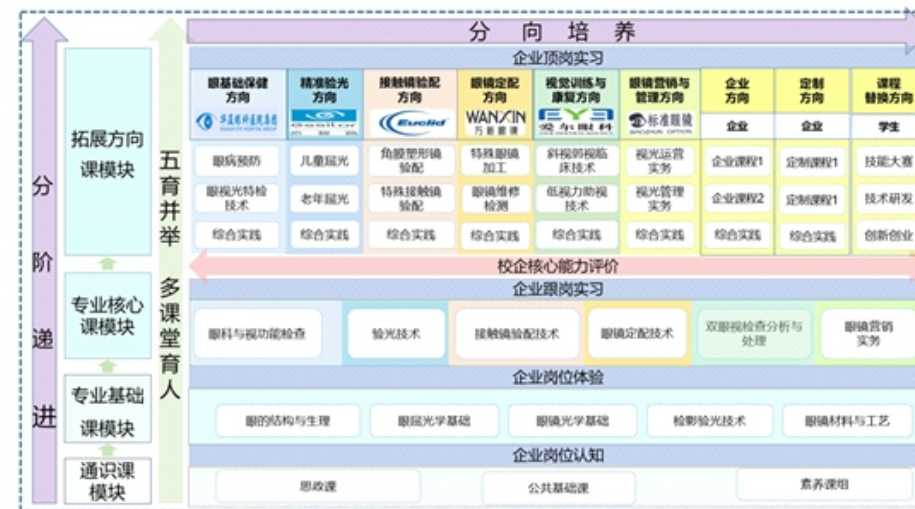 分 向 培 养
企业顶岗实习
眼基础保健
方向
精准验光
方向
接触镜验配
方向
眼镜定配
方向
视觉训练与
康复方向
眼镜营销与
管理方向
企业
方向
定制
方向
课程
替换方向
Euclid
WANXIN
万新眼镜
EYE
爱尔眼科
标准眼镜
企业
企业
学生
眼病预防
儿童屈光
角膜塑形镜
验配
特殊眼镜
加工
斜视弱视临
床技术
视光运营
实务
企业课程1
定制课程1
技能大赛
眼视光特检
技术
老年屈光
特殊接触镜
验配
眼镜维修
检测
低视力助视
技术
视光管理
实务
企业课程2
定制课程1
技术研发
综合实践
综合实践
综合实践
综合实践
综合实践
综合实践
综合实践
综合实践
创新创业
校企核心能力评价
企业跟岗实习
眼科与视功能检查
验光技术
接触镜验配技术
眼镜定配技术
双眼视检查分析与
处理
眼镜营销
实务
企业岗位体验
眼的结构与生理
眼屈光学基础
眼镜光学基础
检影验光技术
眼镜材料与工艺
企业岗位认知
思政课
公共基础课
素养课组
分阶递进
拓展方向
课模块
专业核心
课模块
专业基础
课模块
通识课
模块
五育并举 多课堂育人